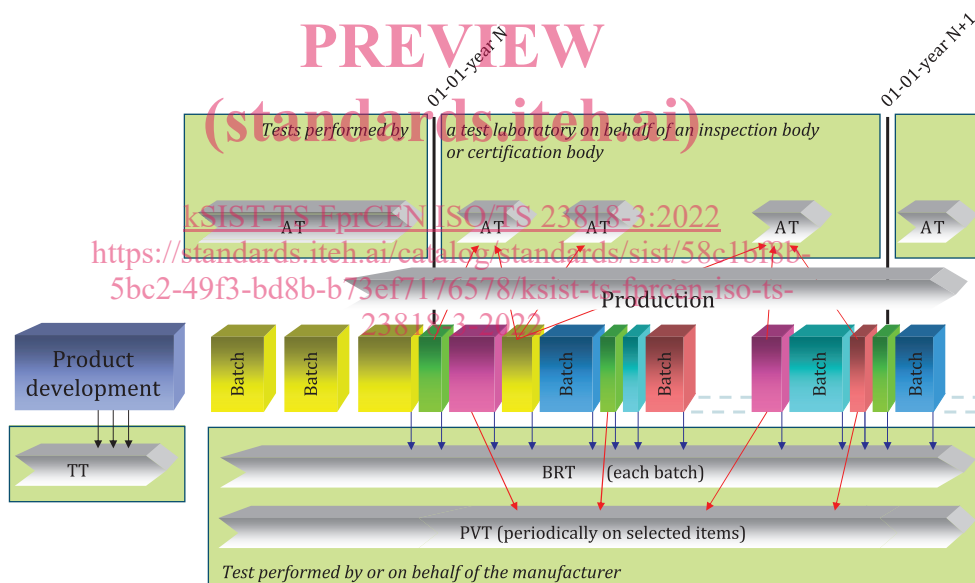 PREVIEW
(standards.iteh.ai)
01-01-year N
01-01-year N+1
Tests performed by
a test laboratory on behalf of an inspection body
or certification body
kSIST-TS FprCEN ISO/TS 23818-3:2022
AT
AT
AT
AT
AT
https://standards.iteh.ai/catalog/standards/sist/58c1bf8b-
5bc2-49f3-bd8b-b73ef7176578/ksist-ts-fprcen-iso-ts-
23818-3-2022
Production
Product
development
Batch
Batch
Batch
Batch
Batch
Batch
TT
BRT (each batch)
PVT (periodically on selected items)
Test performed by or on behalf of the manufacturer